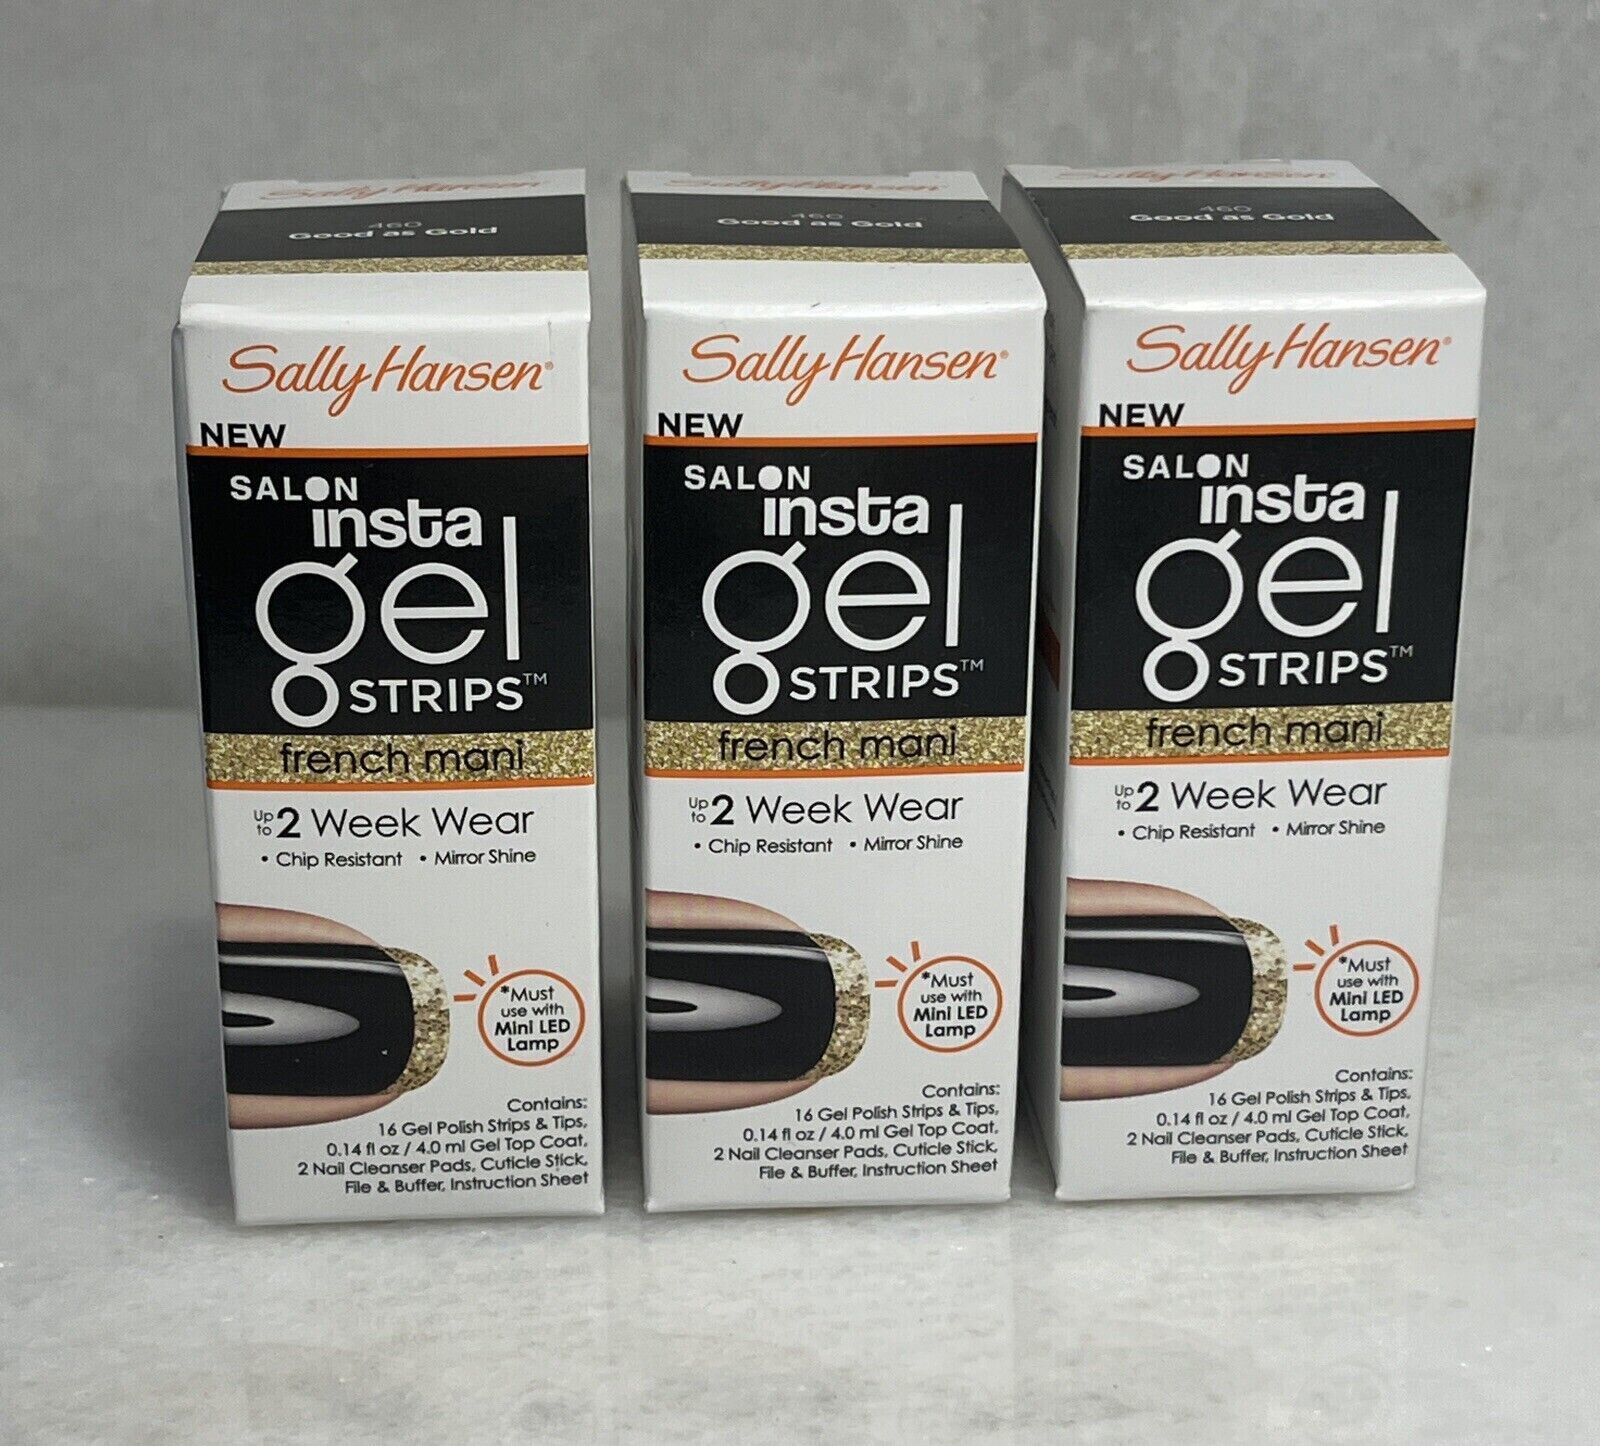 Sally Hansen
460
Good as Gold
Sally Hansen®
NEW
SALON
insta
gel
STRIPS™
french mani
Up to 2 Week Wear
• Chip Resistant • Mirror Shine
*Must
use with
Mini LED
Lamp
Contains:
16 Gel Polish Strips & Tips,
0.14 fl oz / 4.0 ml Gel Top Coat,
2 Nail Cleanser Pads, Cuticle Stick,
File & Buffer, Instruction Sheet
Sally Hansen
460
Good as Gold
Sally Hansen®
NEW
SALON
insta
gel
STRIPS™
french mani
Up to 2 Week Wear
• Chip Resistant • Mirror Shine
*Must
use with
Mini LED
Lamp
Contains:
16 Gel Polish Strips & Tips,
0.14 fl oz / 4.0 ml Gel Top Coat,
2 Nail Cleanser Pads, Cuticle Stick,
File & Buffer, Instruction Sheet
Sally Hansen
460
Good as Gold
Sally Hansen®
NEW
SALON
insta
gel
STRIPS™
french mani
Up to 2 Week Wear
• Chip Resistant • Mirror Shine
*Must
use with
Mini LED
Lamp
Contains:
16 Gel Polish Strips & Tips,
0.14 fl oz / 4.0 ml Gel Top Coat,
2 Nail Cleanser Pads, Cuticle Stick,
File & Buffer, Instruction Sheet